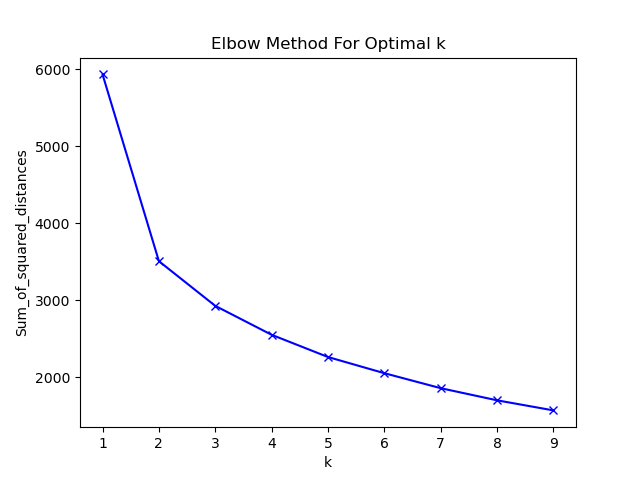 Elbow Method For Optimal k
6000
5000
4000
3000
2000
Sum_of_squared_distances
1 2 3 4 5 6 7 8 9
k